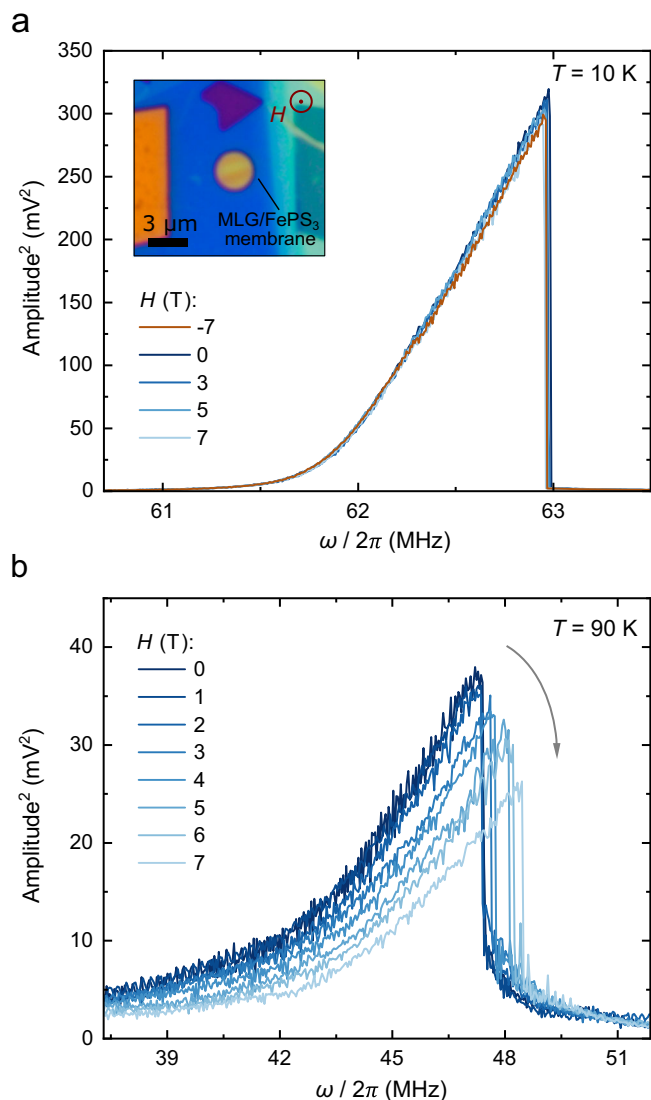 a
T = 10 K
Amplitude² (mV²)
350
300
250
200
150
100
50
0
H
3 μm
MLG/FePS₃
membrane
H (T):
-7
0
3
5
7
61
62
63
ω / 2π (MHz)
b
T = 90 K
Amplitude² (mV²)
40
30
20
10
0
H (T):
0
1
2
3
4
5
6
7
39
42
45
48
51
ω / 2π (MHz)